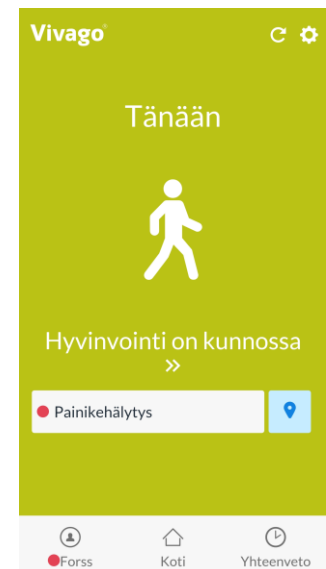 Vivago
Tänään
Hyvinvointi on kunnossa
»
Painikehälytys
Forss
Koti
Yhteenveto